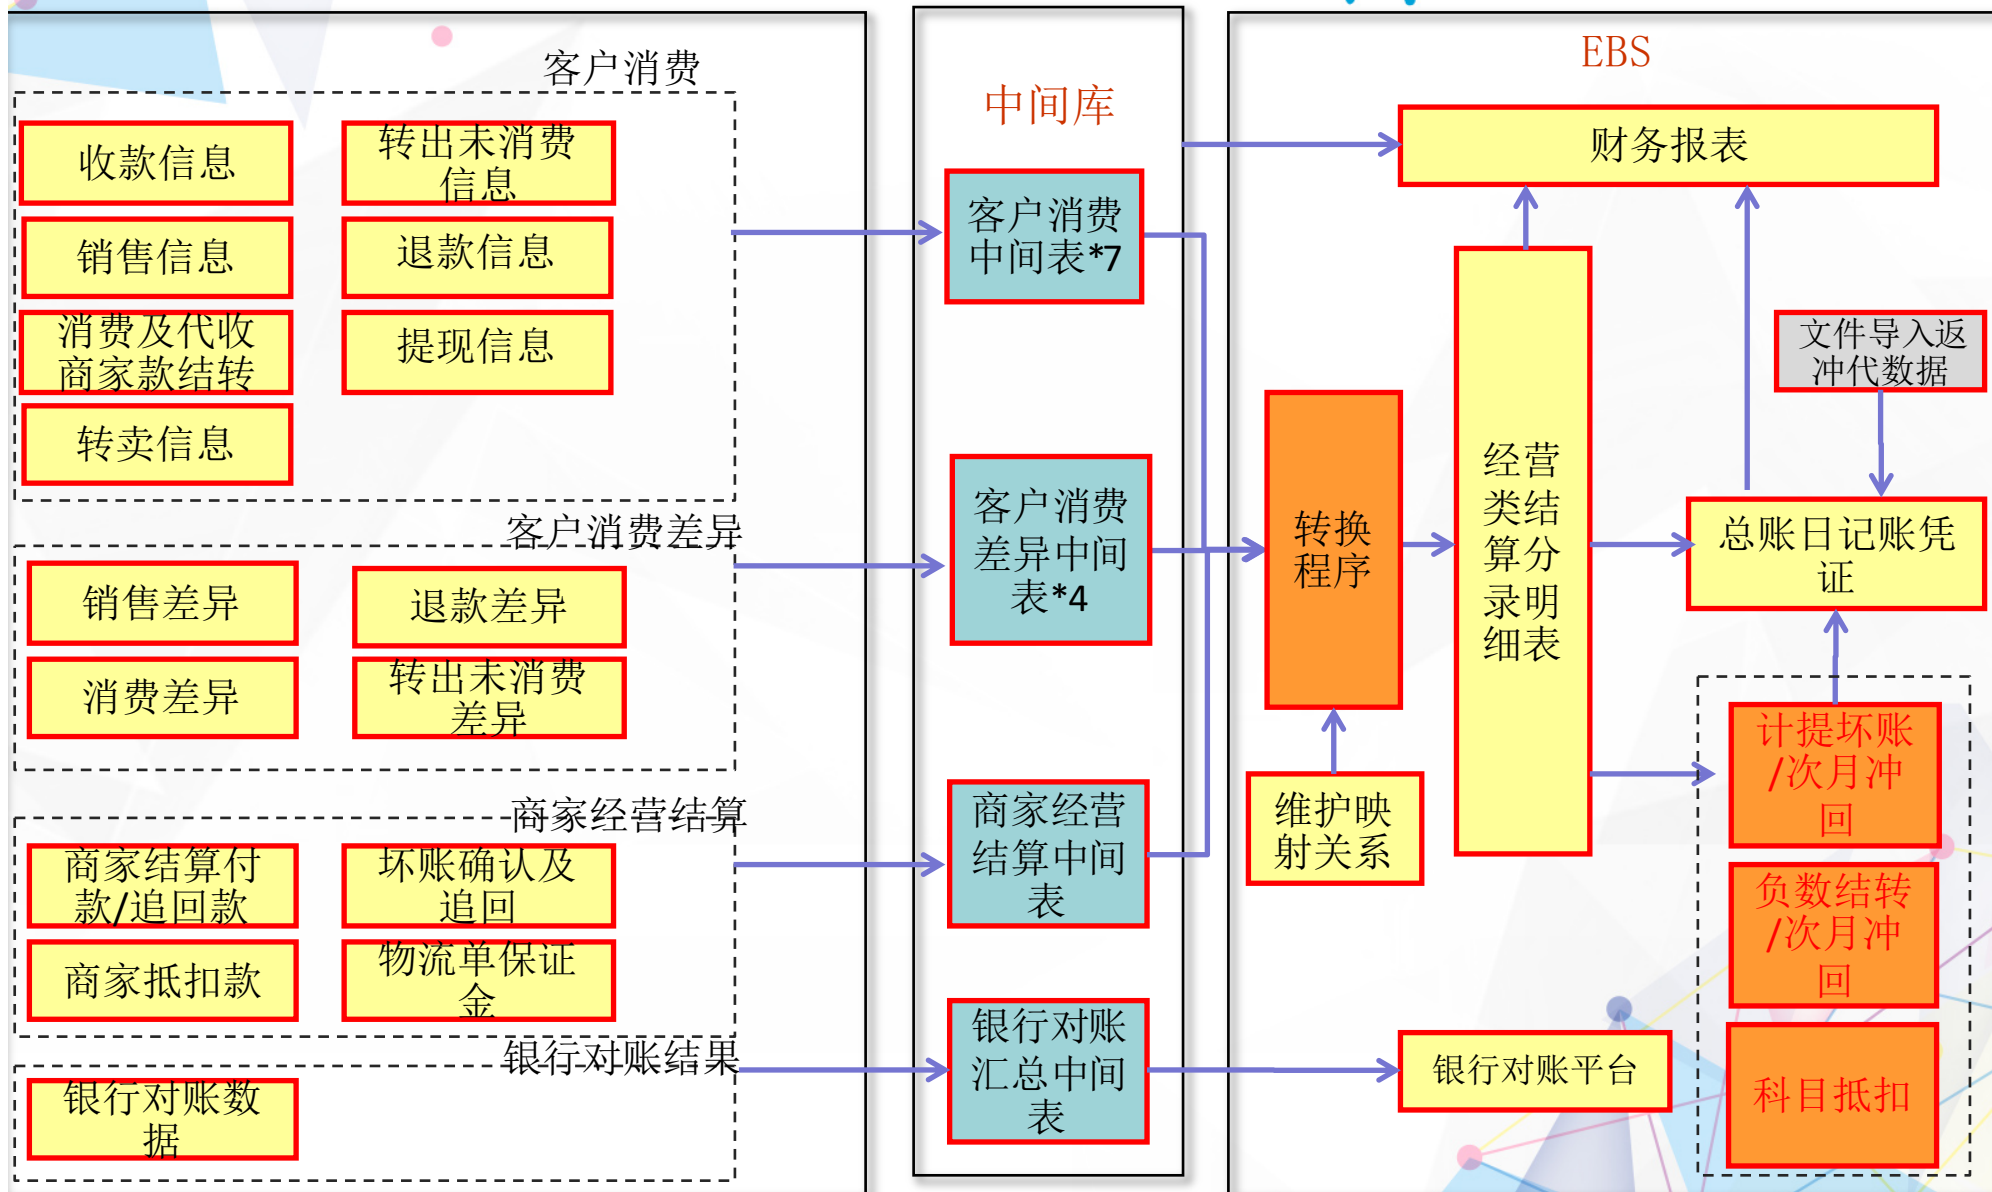 客户消费
收款信息
转出未消费
信息
销售信息
退款信息
消费及代收
商家款结转
提现信息
转卖信息
客户消费差异
销售差异
退款差异
消费差异
转出未消费
差异
商家经营结算
商家结算付
款/追回款
坏账确认及
追回
商家抵扣款
物流单保证
金
银行对账结果
银行对账数
据
中间库
客户消费
中间表*7
客户消费
差异中间
表*4
商家经营
结算中间
表
银行对账
汇总中间
表
EBS
财务报表
文件导入返
冲代数据
转换
程序
经营
类结
算分
录明
细表
总账日记账凭
证
维护映
射关系
计提坏账
/次月冲
回
负数结转
/次月冲
回
科目抵扣
银行对账平台